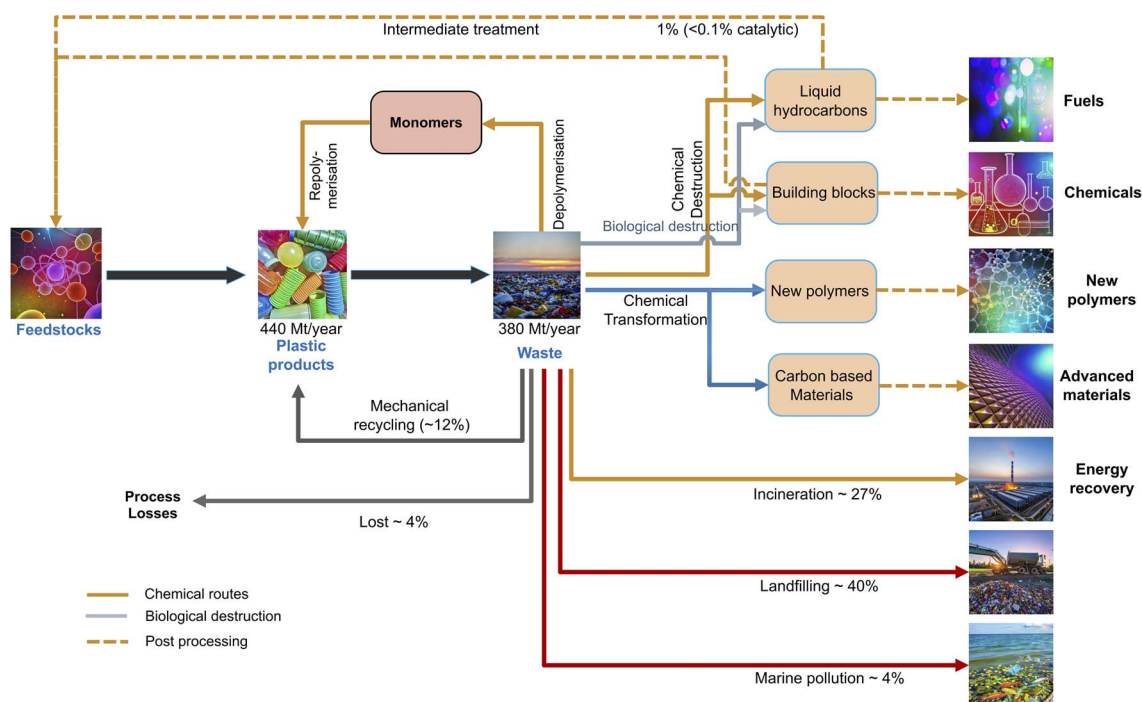 Intermediate treatment
1% (<0.1% catalytic)
Liquid
hydrocarbons
Fuels
Monomers
Repoly-
merisation
Depolymerisation
Chemical
Destruction
Building blocks
Chemicals
Biological destruction
Feedstocks
440 Mt/year
Plastic
products
380 Mt/year
Waste
Chemical
Transformation
New polymers
New
polymers
Carbon based
Materials
Advanced
materials
Mechanical
recycling (~12%)
Energy
recovery
Incineration ~ 27%
Process
Losses
Lost ~ 4%
Landfilling ~ 40%
Marine pollution ~ 4%
Chemical routes
Biological destruction
Post processing